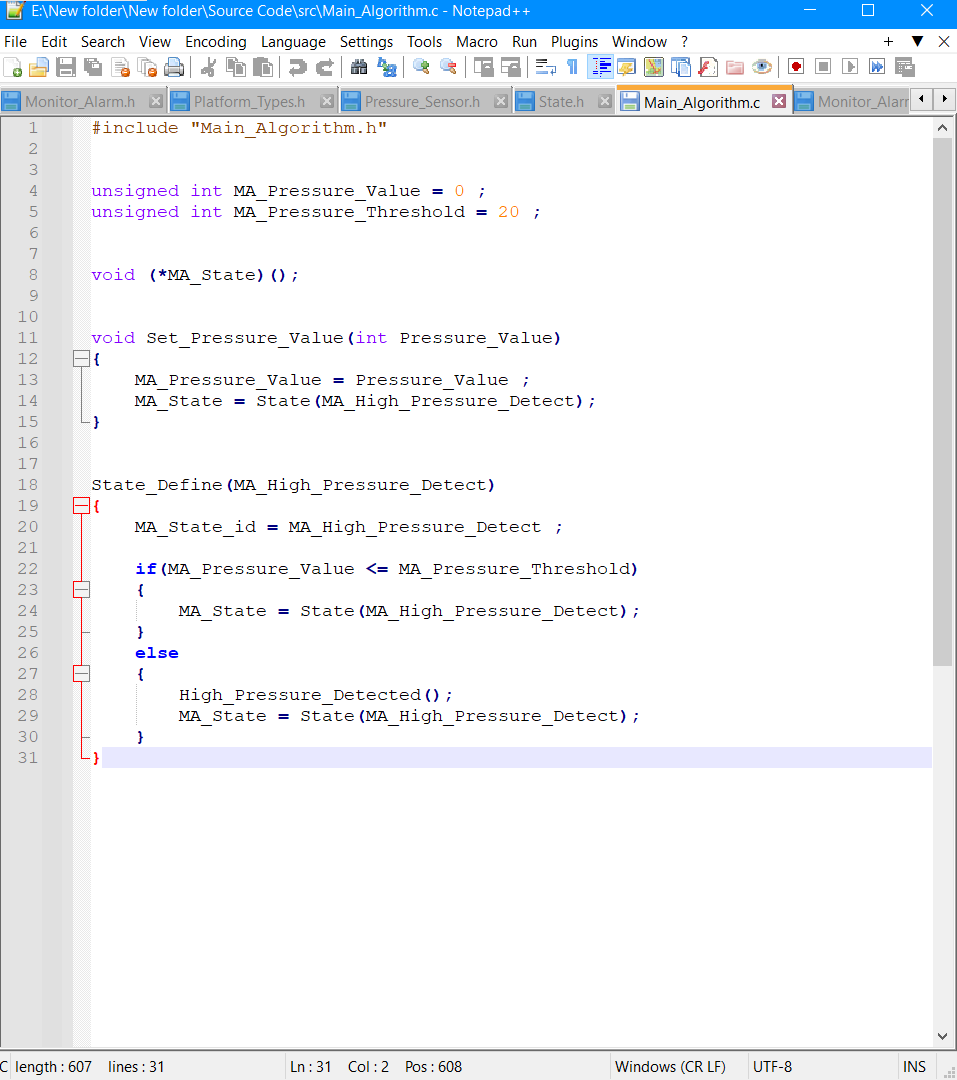 E:\New folder\New folder\Source Code\src\Main_Algorithm.c - Notepad++
File Edit Search View Encoding Language Settings Tools Macro Run Plugins Window ? + ▼ X
Monitor_Alarm.h Platform_Types.h Pressure_Sensor.h State.h Main_Algorithm.c Monitor_Alarr
1 #include "Main_Algorithm.h"
2
3
4 unsigned int MA_Pressure_Value = 0 ;
5 unsigned int MA_Pressure_Threshold = 20 ;
6
7
8 void (*MA_State)();
9
10
11 void Set_Pressure_Value(int Pressure_Value)
12 {
13 MA_Pressure_Value = Pressure_Value ;
14 MA_State = State(MA_High_Pressure_Detect);
15 }
16
17
18 State_Define(MA_High_Pressure_Detect)
19 {
20 MA_State_id = MA_High_Pressure_Detect ;
21
22 if(MA_Pressure_Value <= MA_Pressure_Threshold)
23 {
24 MA_State = State(MA_High_Pressure_Detect);
25 }
26 else
27 {
28 High_Pressure_Detected();
29 MA_State = State(MA_High_Pressure_Detect);
30 }
31 }
C length : 607 lines : 31 Ln : 31 Col : 2 Pos : 608 Windows (CR LF) UTF-8 INS